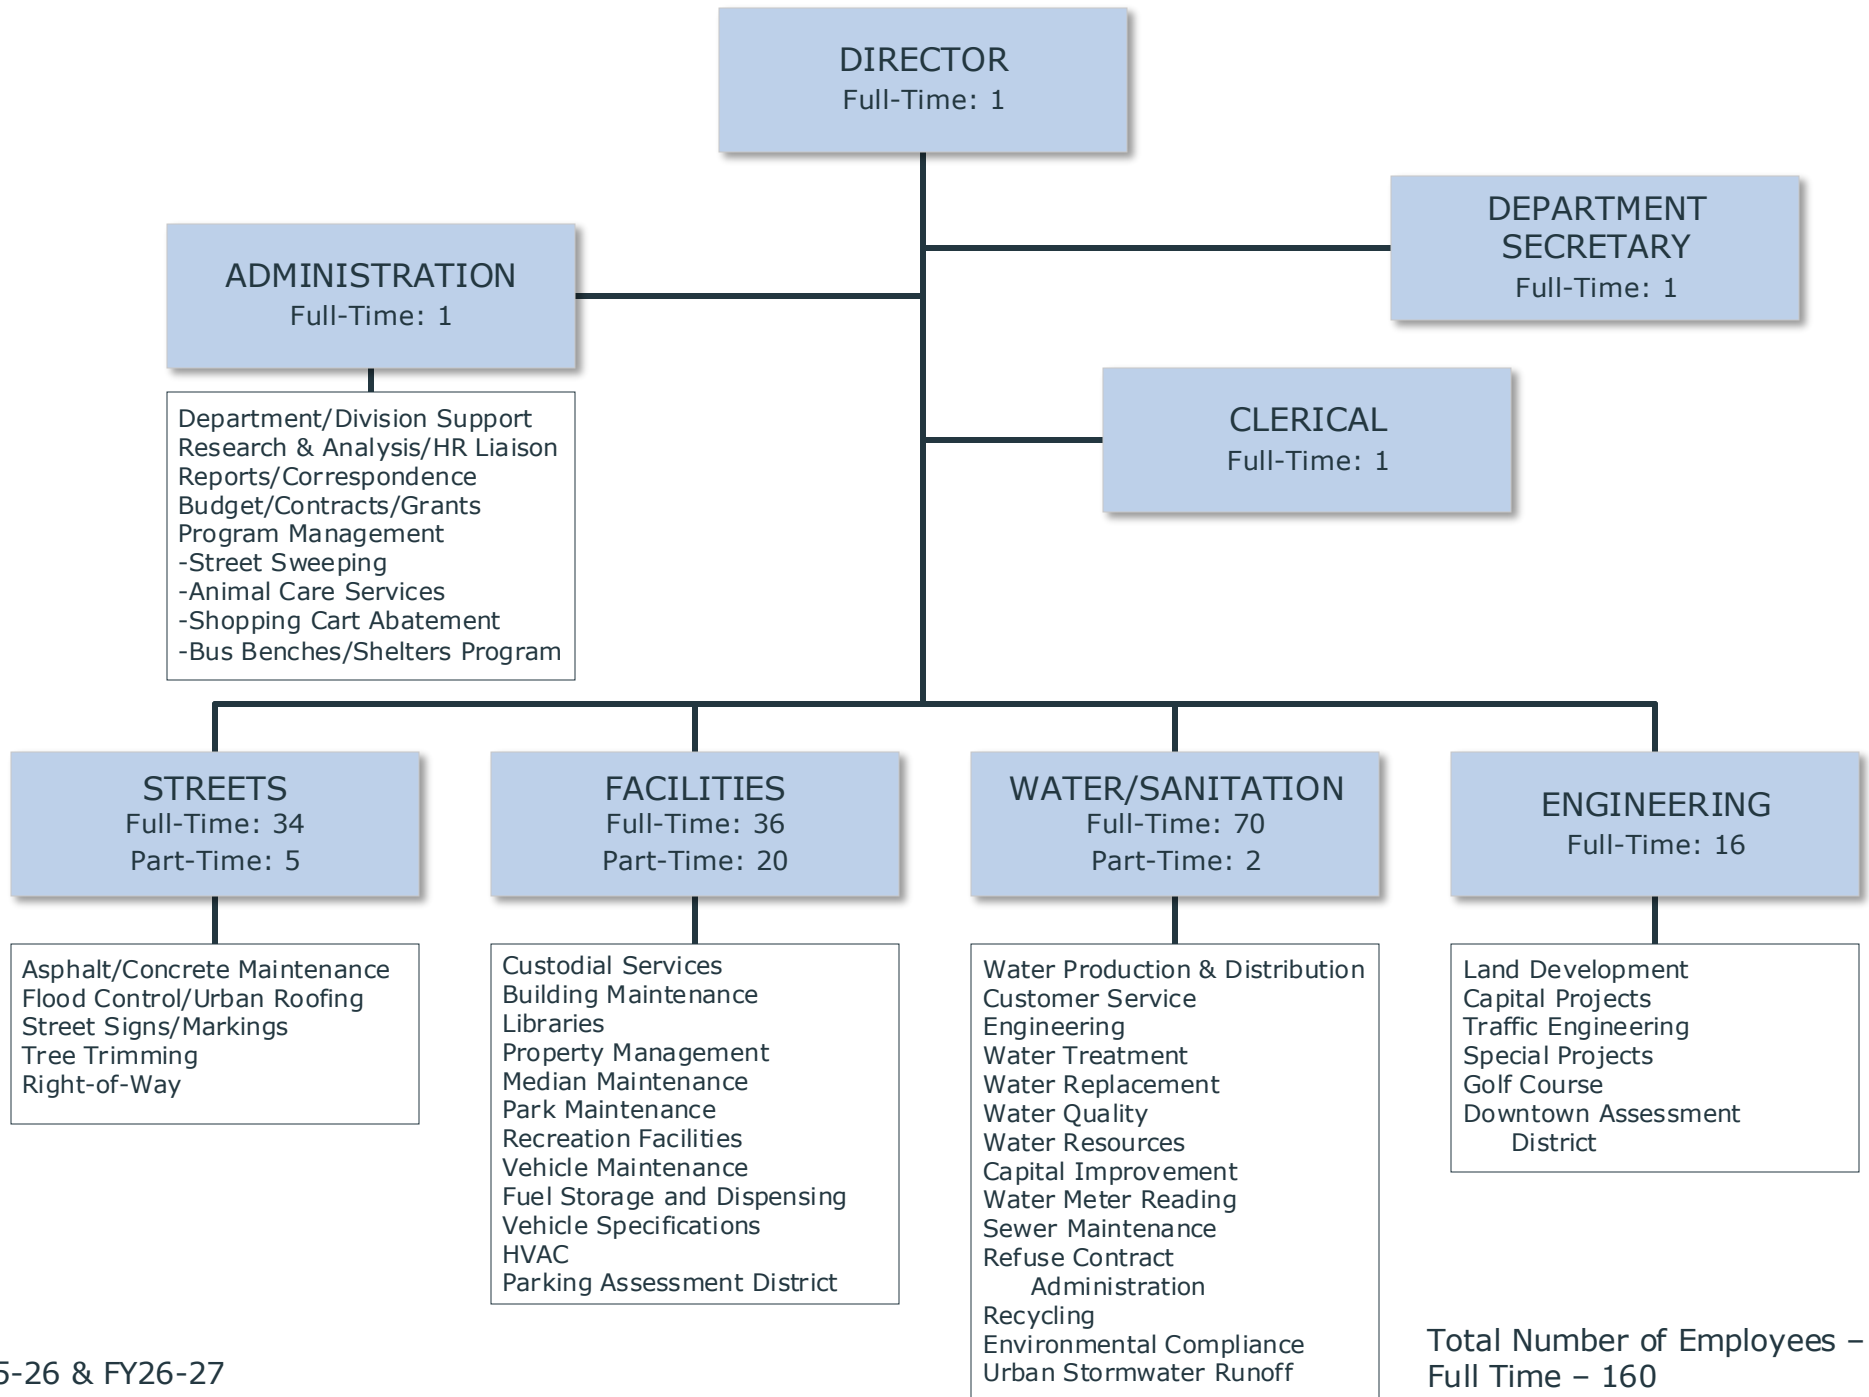 DIRECTOR
Full-Time: 1
DEPARTMENT
SECRETARY
Full-Time: 1
ADMINISTRATION
Full-Time: 1
CLERICAL
Full-Time: 1
Department/Division Support
Research & Analysis/HR Liaison
Reports/Correspondence
Budget/Contracts/Grants
Program Management
-Street Sweeping
-Animal Care Services
-Shopping Cart Abatement
-Bus Benches/Shelters Program
STREETS
Full-Time: 34
Part-Time: 5
FACILITIES
Full-Time: 36
Part-Time: 20
WATER/SANITATION
Full-Time: 70
Part-Time: 2
ENGINEERING
Full-Time: 16
Asphalt/Concrete Maintenance
Flood Control/Urban Roofing
Street Signs/Markings
Tree Trimming
Right-of-Way
Custodial Services
Building Maintenance
Libraries
Property Management
Median Maintenance
Park Maintenance
Recreation Facilities
Vehicle Maintenance
Fuel Storage and Dispensing
Vehicle Specifications
HVAC
Parking Assessment District
Water Production & Distribution
Customer Service
Engineering
Water Treatment
Water Replacement
Water Quality
Water Resources
Capital Improvement
Water Meter Reading
Sewer Maintenance
Refuse Contract
Administration
Recycling
Environmental Compliance
Urban Stormwater Runoff
Land Development
Capital Projects
Traffic Engineering
Special Projects
Golf Course
Downtown Assessment
District
5-26 & FY26-27
Total Number of Employees –
Full Time – 160